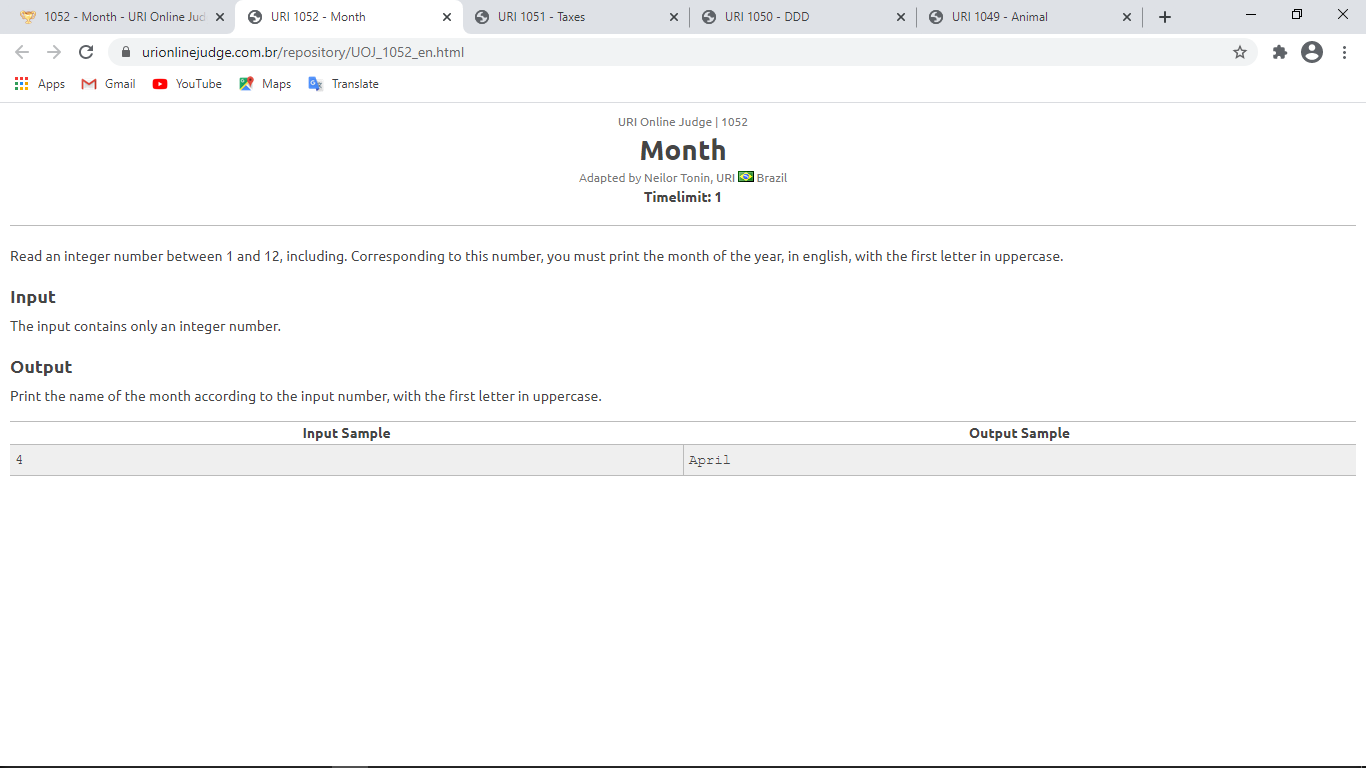 1052 - Month - URI Online Jud
URI 1052 - Month
URI 1051 - Taxes
URI 1050 - DDD
URI 1049 - Animal
urionlinejudge.com.br/repository/UOJ_1052_en.html
Apps
Gmail
YouTube
Maps
Translate
URI Online Judge | 1052
Month
Adapted by Neilor Tonin, URI Brazil
Timelimit: 1
Read an integer number between 1 and 12, including. Corresponding to this number, you must print the month of the year, in english, with the first letter in uppercase.
Input
The input contains only an integer number.
Output
Print the name of the month according to the input number, with the first letter in uppercase.
Input Sample Output Sample
4 April